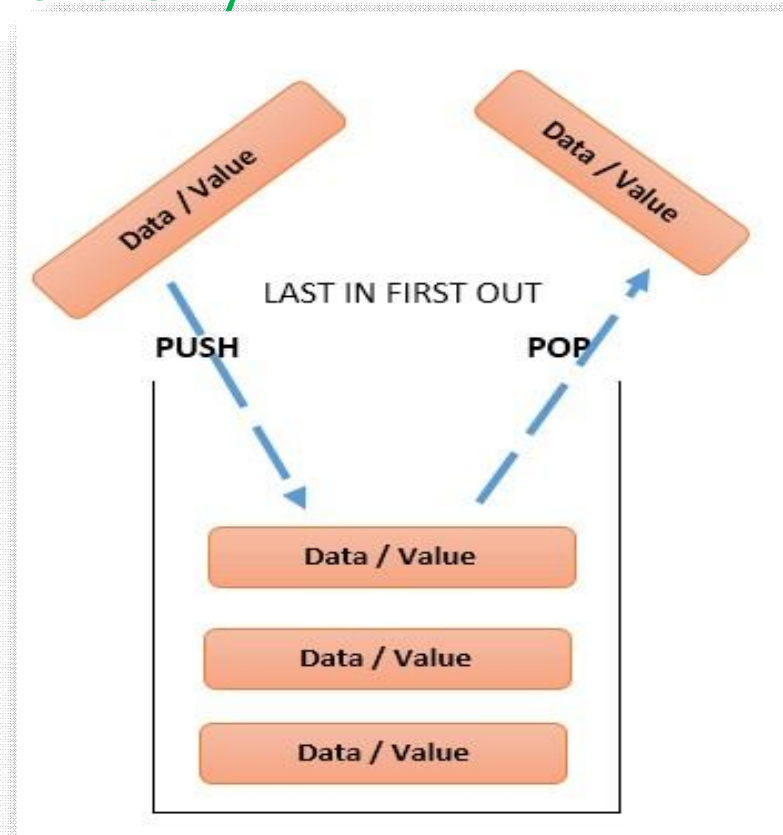 Data / Value
Data / Value
LAST IN FIRST OUT
PUSH
POP
Data / Value
Data / Value
Data / Value